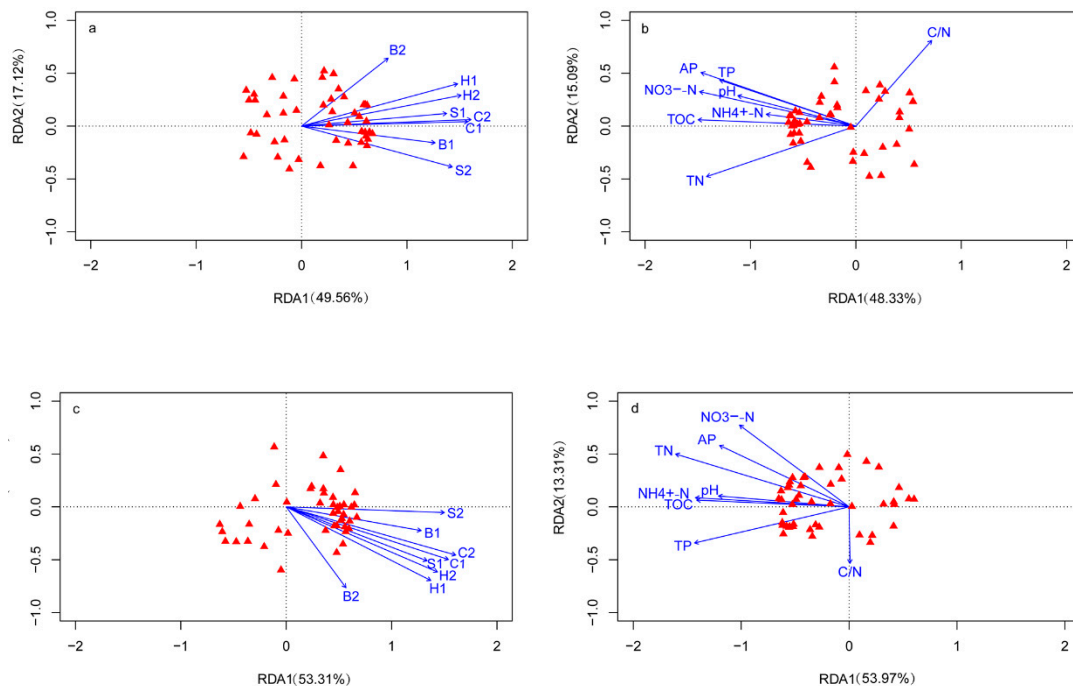 a
B2
H1
H2
S1
C2
C1
B1
S2
1.0
0.5
0.0
−0.5
−1.0
RDA2(17.12%)
−2
−1
0
1
2
RDA1(49.56%)
b
C/N
AP
TP
NO3−-N
pH
NH4+-N
TOC
TN
1.0
0.5
0.0
−0.5
−1.0
RDA2(15.09%)
−2
−1
0
1
2
RDA1(48.33%)
c
S2
B1
C2
S1
C1
H2
H1
B2
1.0
0.5
0.0
−0.5
−1.0
−2
−1
0
1
2
RDA1(53.31%)
d
NO3−-N
AP
TN
NH4+-N
pH
TOC
TP
C/N
1.0
0.5
0.0
−0.5
−1.0
RDA2(13.31%)
−2
−1
0
1
2
RDA1(53.97%)